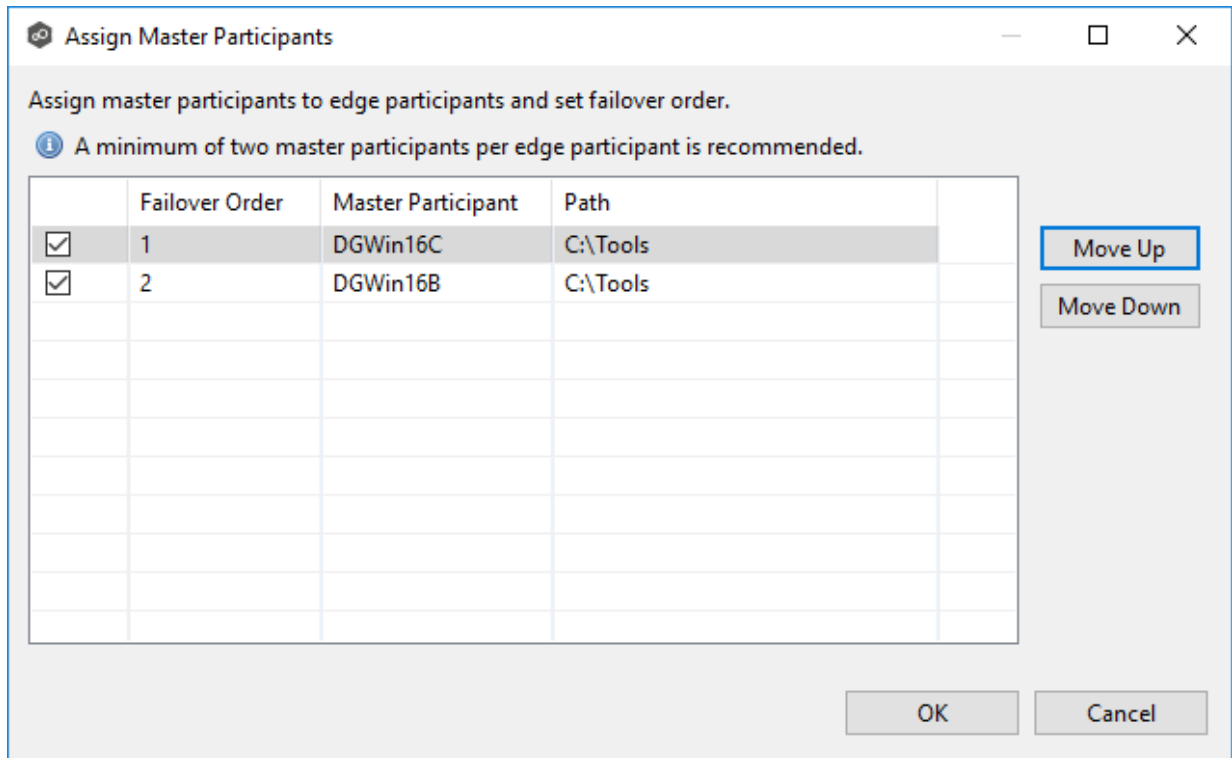 Assign Master Participants
Assign master participants to edge participants and set failover order.
A minimum of two master participants per edge participant is recommended.
Failover Order Master Participant Path
1 DGWin16C C:\Tools
2 DGWin16B C:\Tools
Move Up
Move Down
OK Cancel